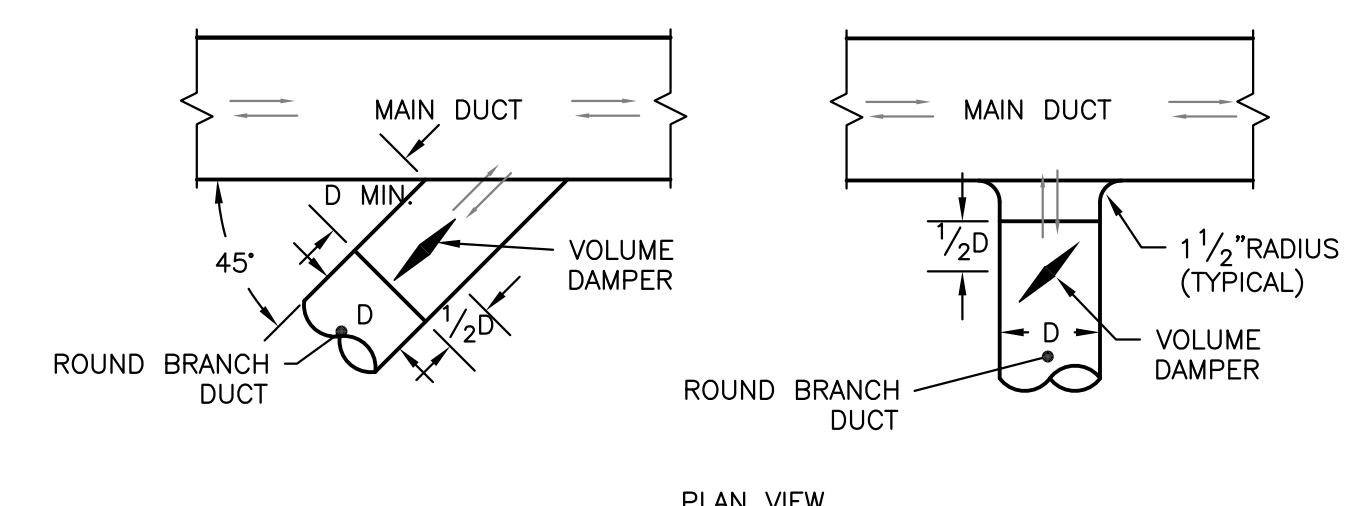 MAIN DUCT
D MIN.
45°
VOLUME
DAMPER
D
1/2D
ROUND BRANCH
DUCT
MAIN DUCT
1/2D
1 1/2"RADIUS
(TYPICAL)
D
VOLUME
DAMPER
ROUND BRANCH
DUCT
PLAN VIEW